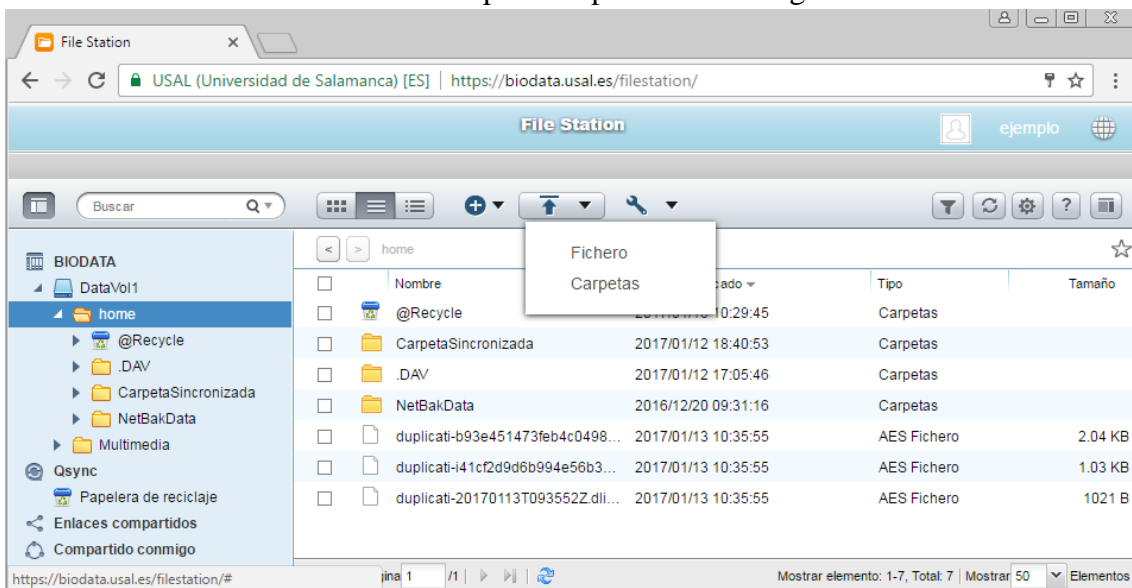 File Station
USAL (Universidad de Salamanca) [ES] | https://biodata.usal.es/filestation/
File Station
ejemplo
Buscar
BIODATA
DataVol1
home
@Recycle
.DAV
CarpetaSincronizada
NetBakData
Multimedia
Qsync
Papelera de reciclaje
Enlaces compartidos
Compartido conmigo
https://biodata.usal.es/filestation/#
< > home
Fichero
Carpetas
Nombre Tipo Tamaño
@Recycle 10:29:45 Carpetas
CarpetaSincronizada 2017/01/12 18:40:53 Carpetas
.DAV 2017/01/12 17:05:46 Carpetas
NetBakData 2016/12/20 09:31:16 Carpetas
duplicati-b93e451473feb4c0498... 2017/01/13 10:35:55 AES Fichero 2.04 KB
duplicati-i41cf2d9d6b994e56b3... 2017/01/13 10:35:55 AES Fichero 1.03 KB
duplicati-20170113T093552Z.dli... 2017/01/13 10:35:55 AES Fichero 1021 B
1 /1 Mostrar elemento: 1-7, Total: 7 | Mostrar 50 Elementos